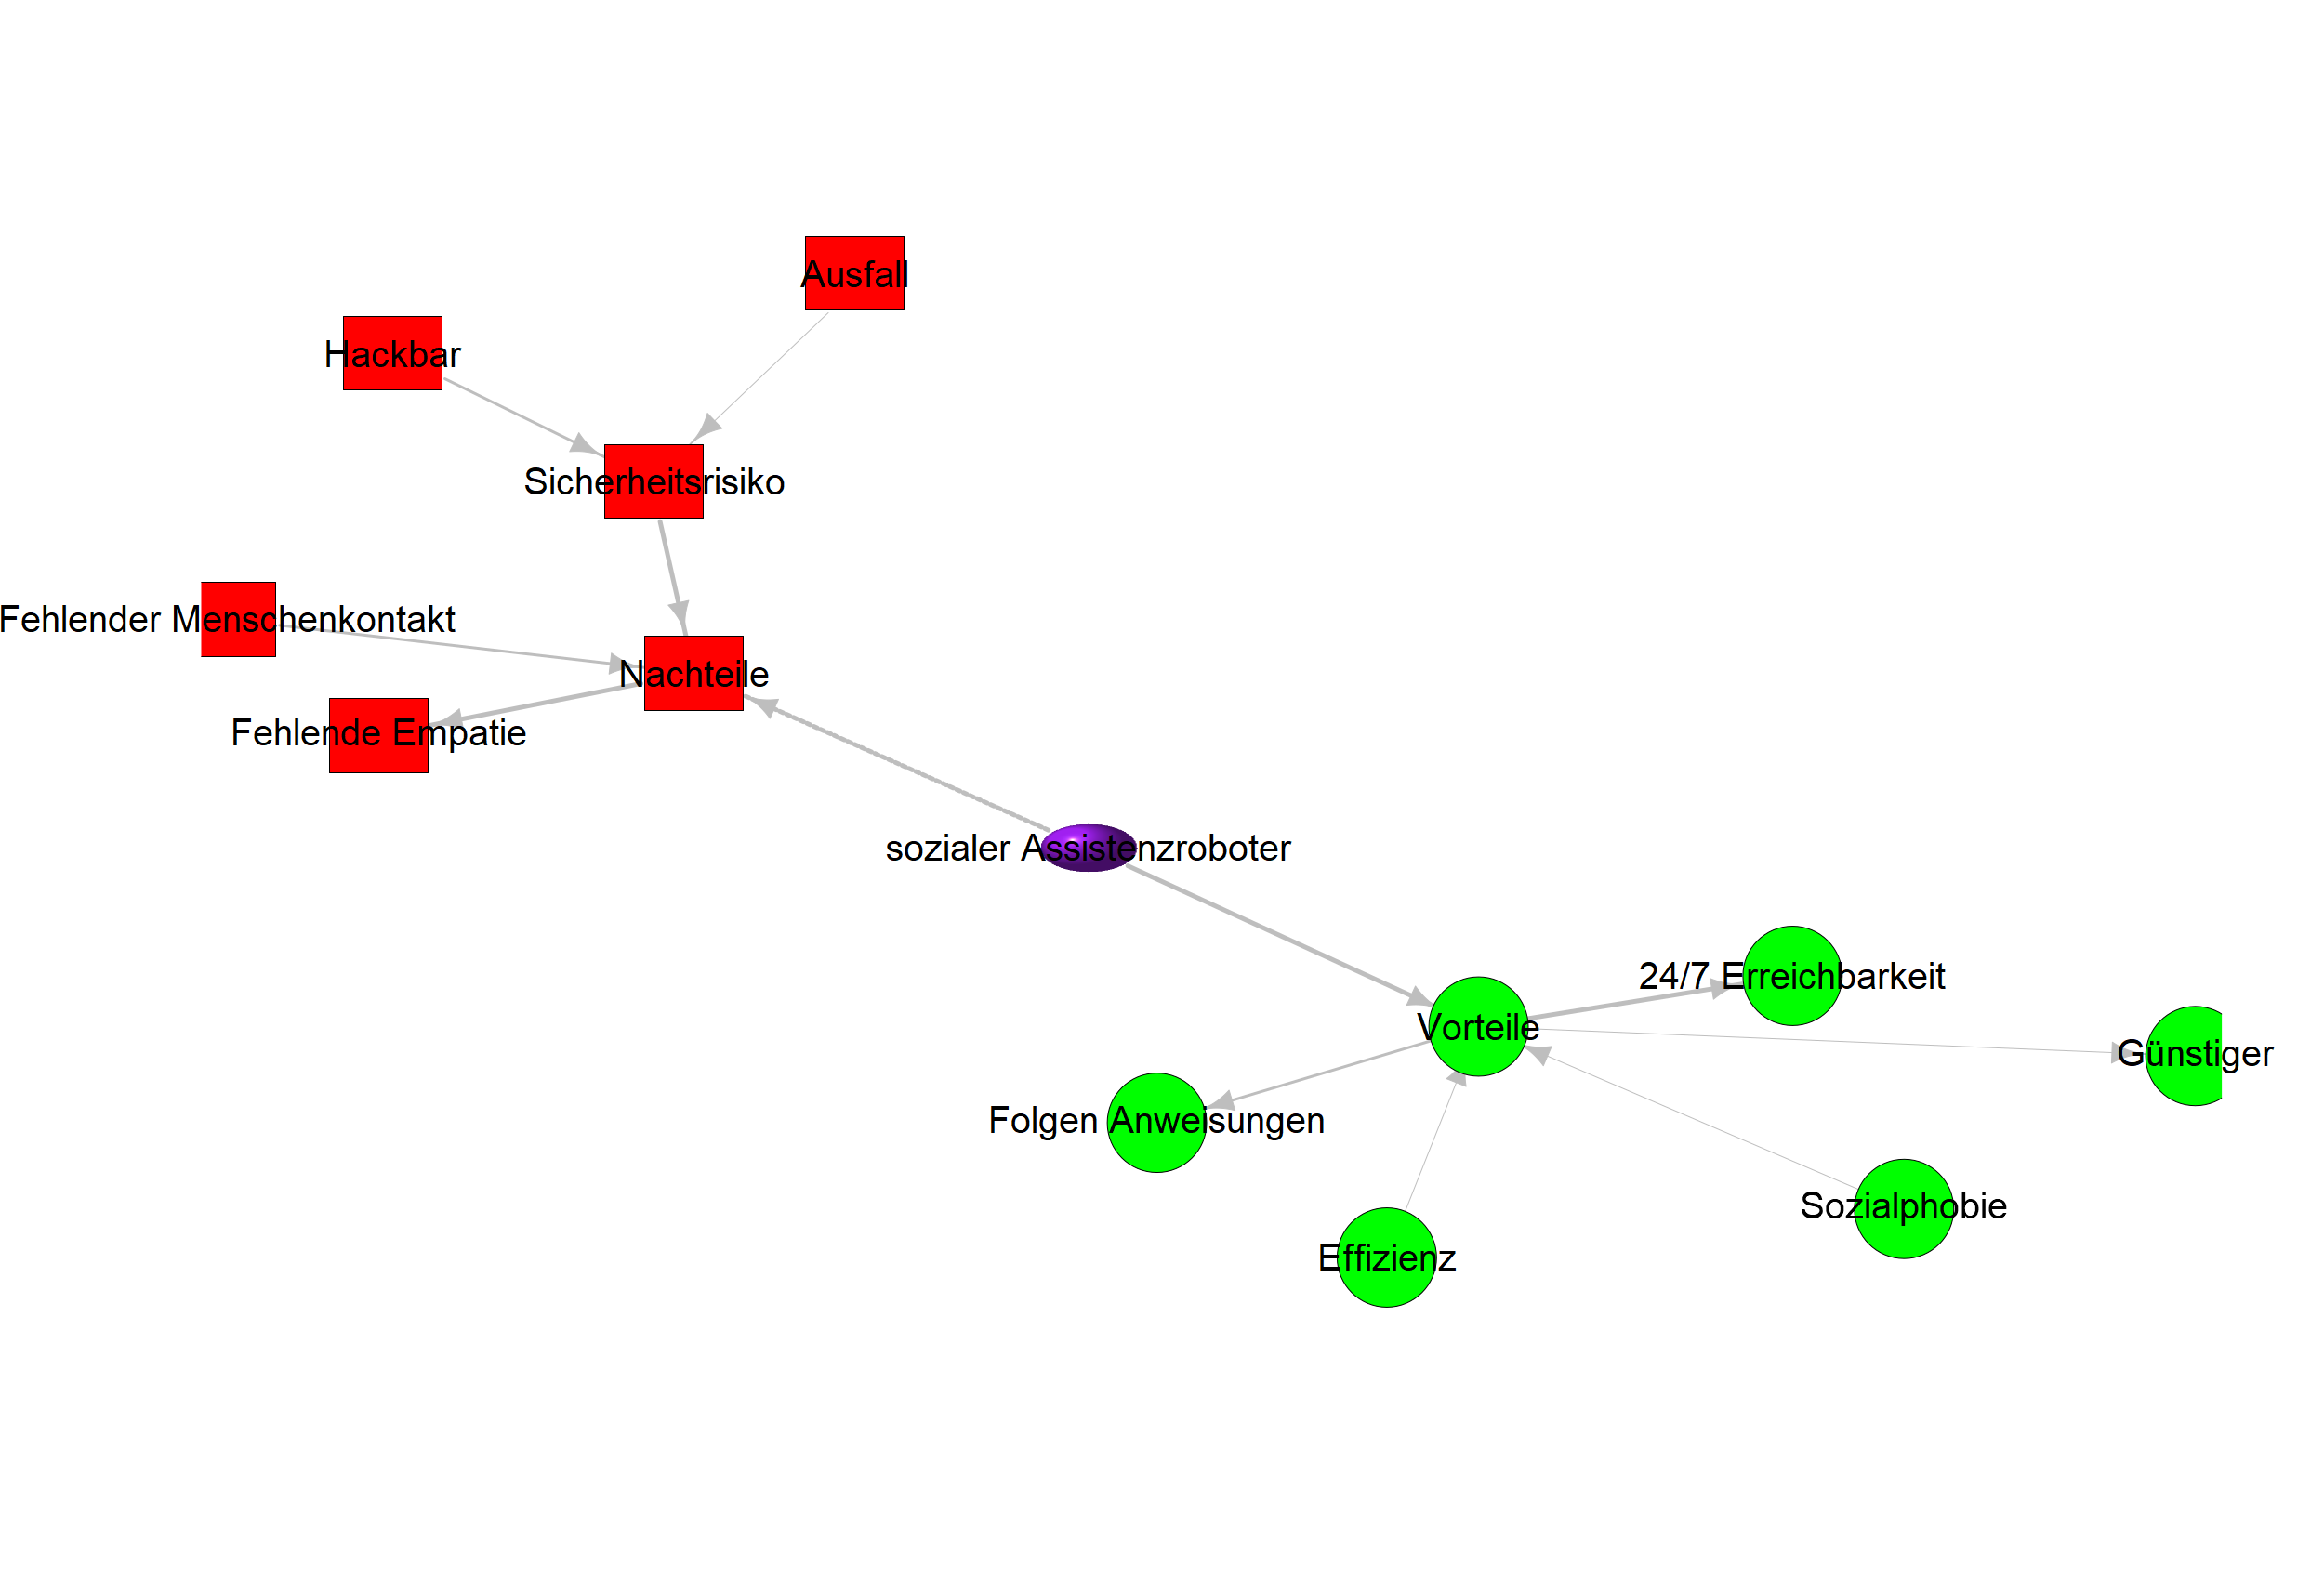 Ausfall
Hackbar
Sicherheitsrisiko
Fehlender Menschenkontakt
Nachteile
Fehlende Empatie
sozialer Assistenzroboter
24/7 Erreichbarkeit
Vorteile
Günstiger
Folgen Anweisungen
Sozialphobie
Effizienz